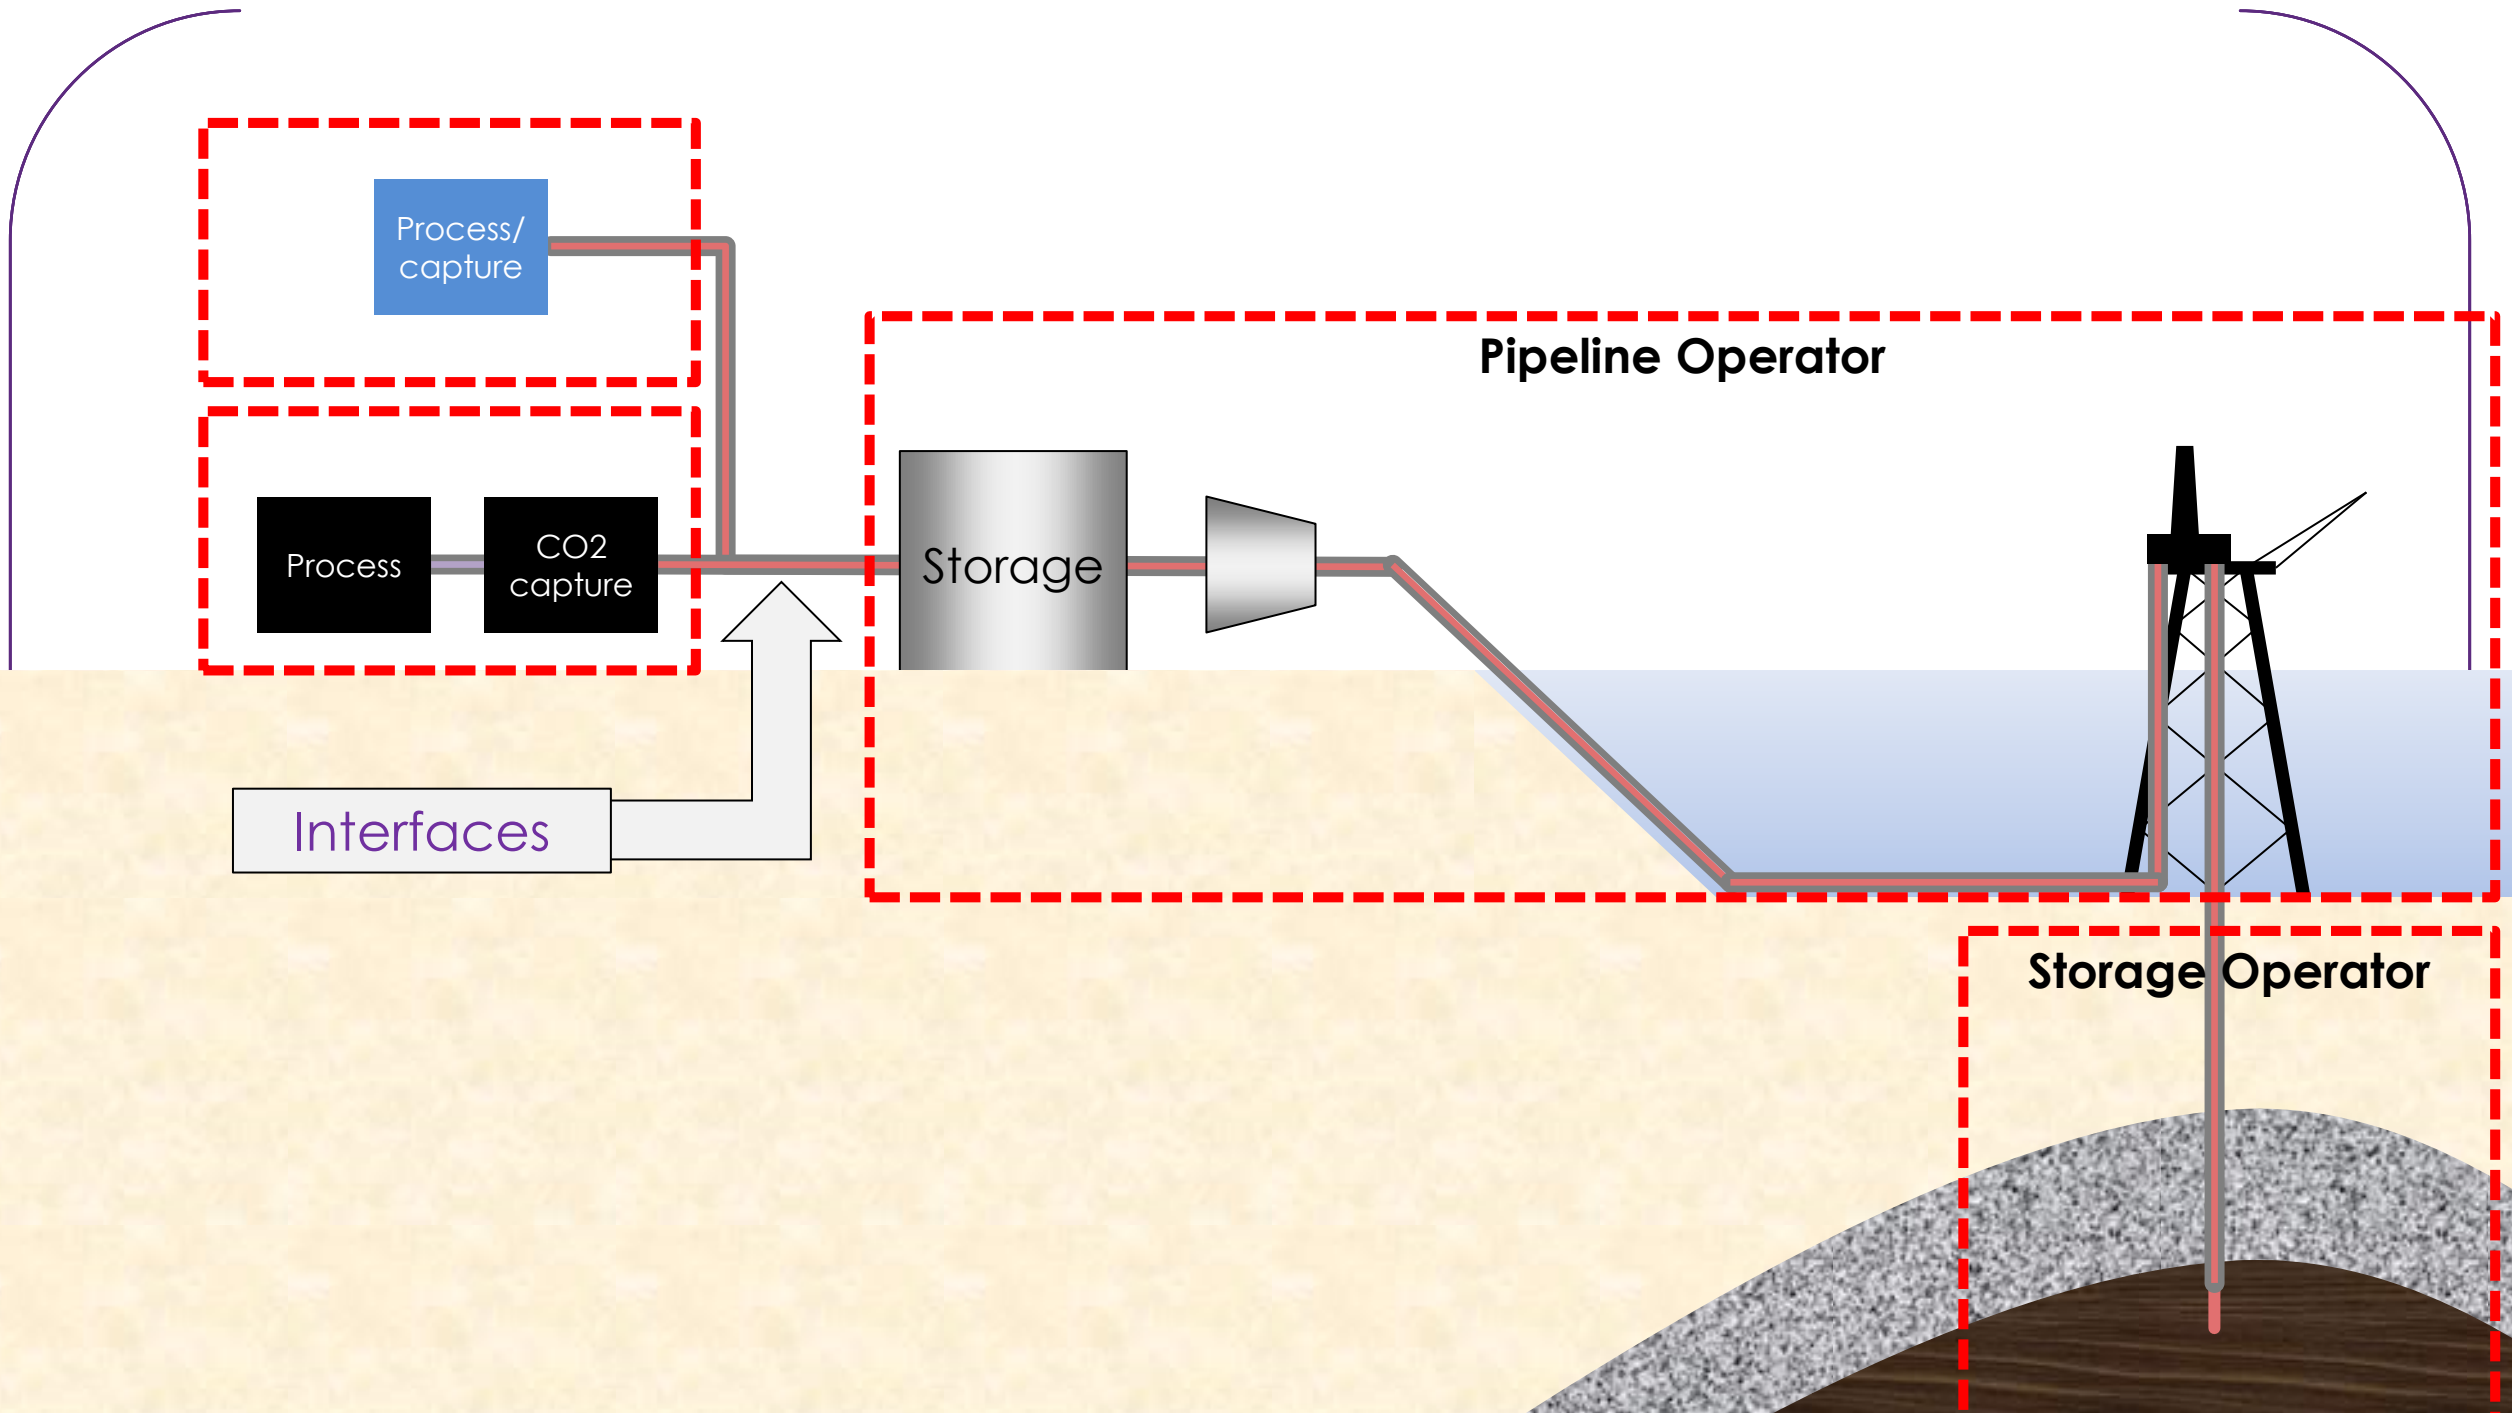 Process/
capture
Pipeline Operator
Process
CO2
capture
Storage
Interfaces
Storage Operator